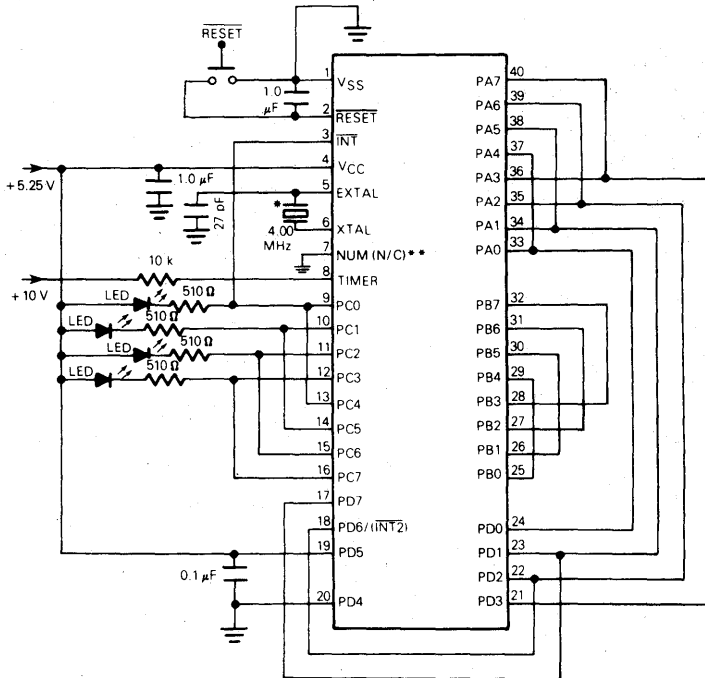 RESET
1 VSS
1.0
µF
2 RESET
3 INT
4 VCC
+5.25 V
1.0 µF
5 EXTAL
27 pF
*
6 XTAL
4.00
MHz
7 NUM (N/C)**
10 k
8 TIMER
+10 V
LED 510 Ω
9 PC0
LED 510 Ω
10 PC1
LED 510 Ω
11 PC2
LED 510 Ω
12 PC3
13 PC4
14 PC5
15 PC6
16 PC7
17 PD7
18 PD6/(INT2)
19 PD5
0.1 µF
20 PD4
PA7 40
PA6 39
PA5 38
PA4 37
PA3 36
PA2 35
PA1 34
PA0 33
PB7 32
PB6 31
PB5 30
PB4 29
PB3 28
PB2 27
PB1 26
PB0 25
PD0 24
PD1 23
PD2 22
PD3 21